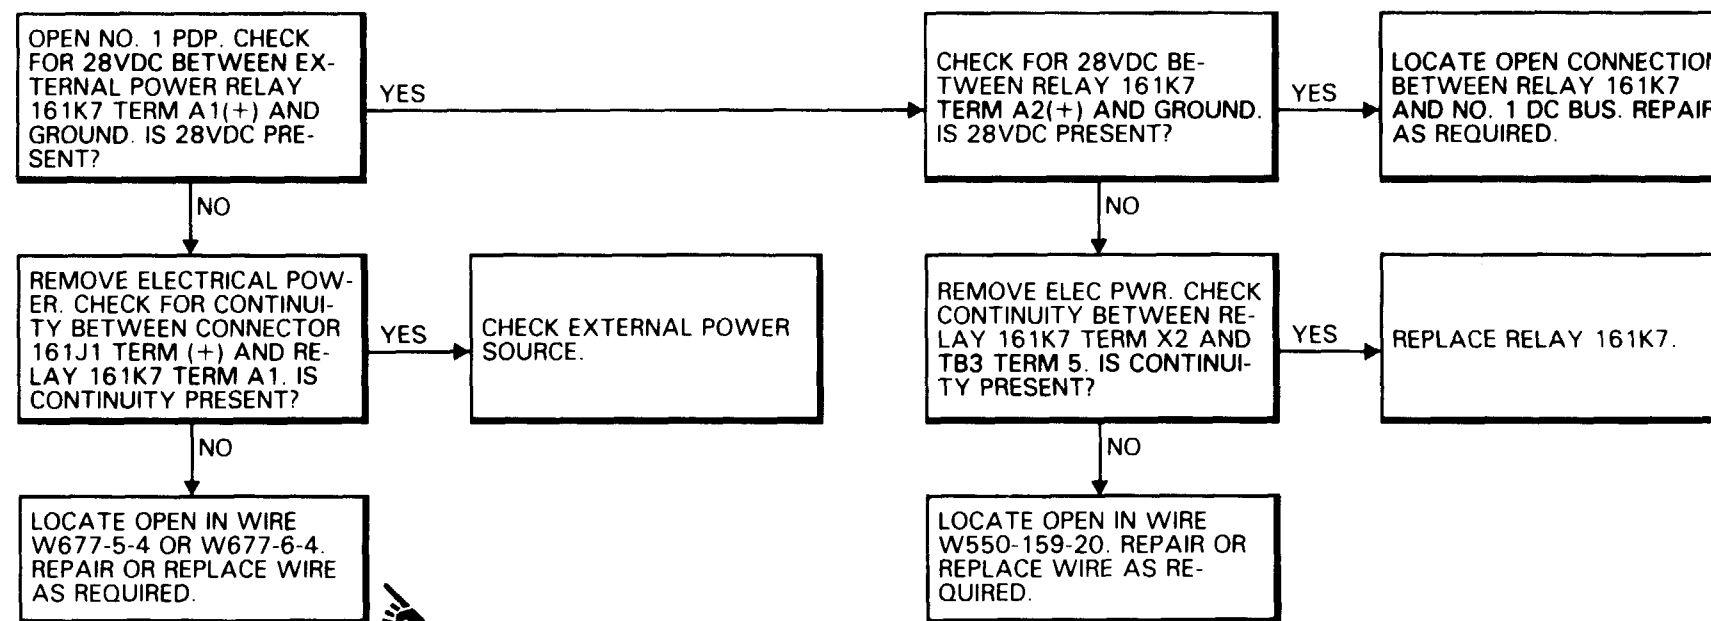 OPEN NO. 1 PDP. CHECK
FOR 28VDC BETWEEN EX-
TERNAL POWER RELAY
161K7 TERM A1(+) AND
GROUND. IS 28VDC PRE-
SENT?
YES
CHECK FOR 28VDC BE-
TWEEN RELAY 161K7
TERM A2(+) AND GROUND.
IS 28VDC PRESENT?
YES
LOCATE OPEN CONNECTION
BETWEEN RELAY 161K7
AND NO. 1 DC BUS. REPAIR
AS REQUIRED.
NO
NO
REMOVE ELECTRICAL POW-
ER. CHECK FOR CONTINUI-
TY BETWEEN CONNECTOR
161J1 TERM (+) AND RE-
LAY 161K7 TERM A1. IS
CONTINUITY PRESENT?
YES
CHECK EXTERNAL POWER
SOURCE.
REMOVE ELEC PWR. CHECK
CONTINUITY BETWEEN RE-
LAY 161K7 TERM X2 AND
TB3 TERM 5. IS CONTINUI-
TY PRESENT?
YES
REPLACE RELAY 161K7.
NO
NO
LOCATE OPEN IN WIRE
W677-5-4 OR W677-6-4.
REPAIR OR REPLACE WIRE
AS REQUIRED.
LOCATE OPEN IN WIRE
W550-159-20. REPAIR OR
REPLACE WIRE AS RE-
QUIRED.